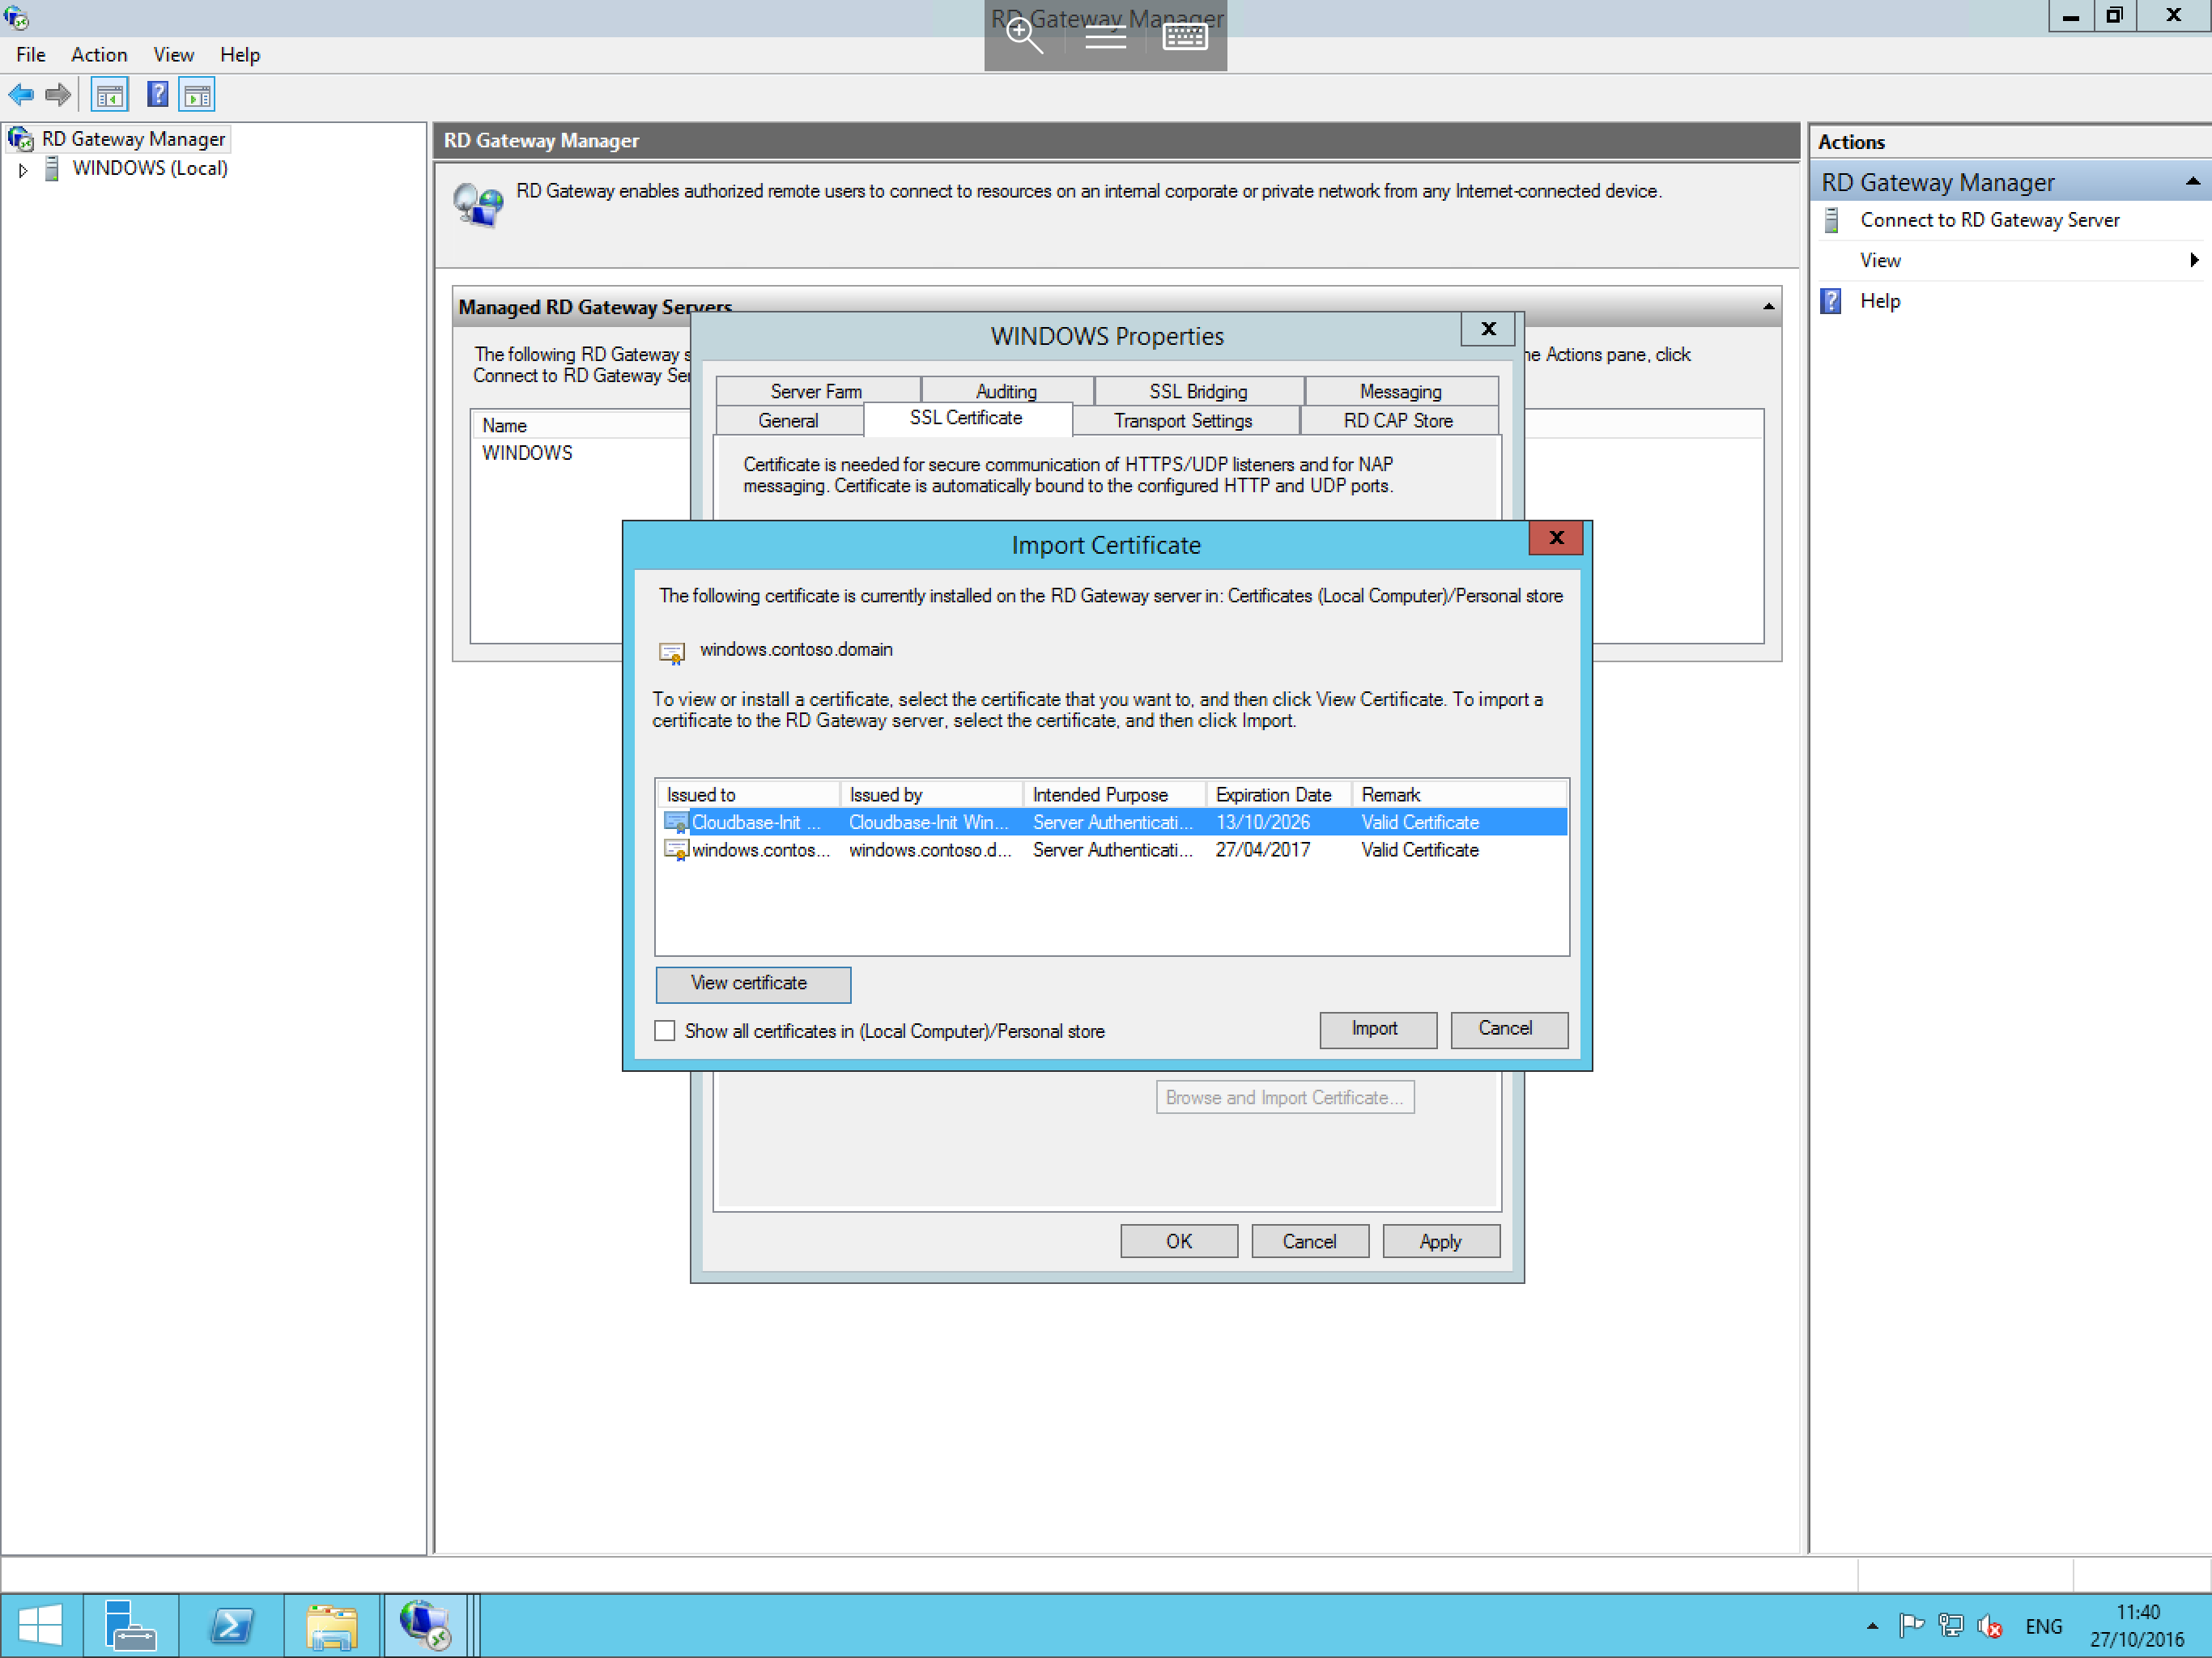 RD Gateway Manager
File Action View Help
RD Gateway Manager
WINDOWS (Local)
RD Gateway Manager
RD Gateway enables authorized remote users to connect to resources on an internal corporate or private network from any Internet-connected device.
Managed RD Gateway Servers
The following RD Gateway s
ne Actions pane, click
Connect to RD Gateway Ser
Name
WINDOWS
Actions
RD Gateway Manager
Connect to RD Gateway Server
View
Help
WINDOWS Properties
Server Farm Auditing SSL Bridging Messaging
General SSL Certificate Transport Settings RD CAP Store
Certificate is needed for secure communication of HTTPS/UDP listeners and for NAP
messaging. Certificate is automatically bound to the configured HTTP and UDP ports.
Import Certificate
The following certificate is currently installed on the RD Gateway server in: Certificates (Local Computer)/Personal store
windows.contoso.domain
To view or install a certificate, select the certificate that you want to, and then click View Certificate. To import a
certificate to the RD Gateway server, select the certificate, and then click Import.
Issued to Issued by Intended Purpose Expiration Date Remark
Cloudbase-Init ... Cloudbase-Init Win... Server Authenticati... 13/10/2026 Valid Certificate
windows.contos... windows.contoso.d... Server Authenticati... 27/04/2017 Valid Certificate
View certificate
Show all certificates in (Local Computer)/Personal store
Import Cancel
Browse and Import Certificate...
OK Cancel Apply
ENG
11:40
27/10/2016